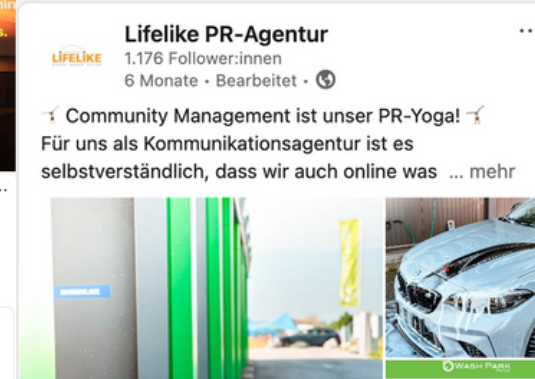 LIFELIKE
Lifelike PR-Agentur
1.176 Follower:innen
6 Monate • Bearbeitet •
Community Management ist unser PR-Yoga!
Für uns als Kommunikationsagentur ist es
selbstverständlich, dass wir auch online was ... mehr
WASH PARK